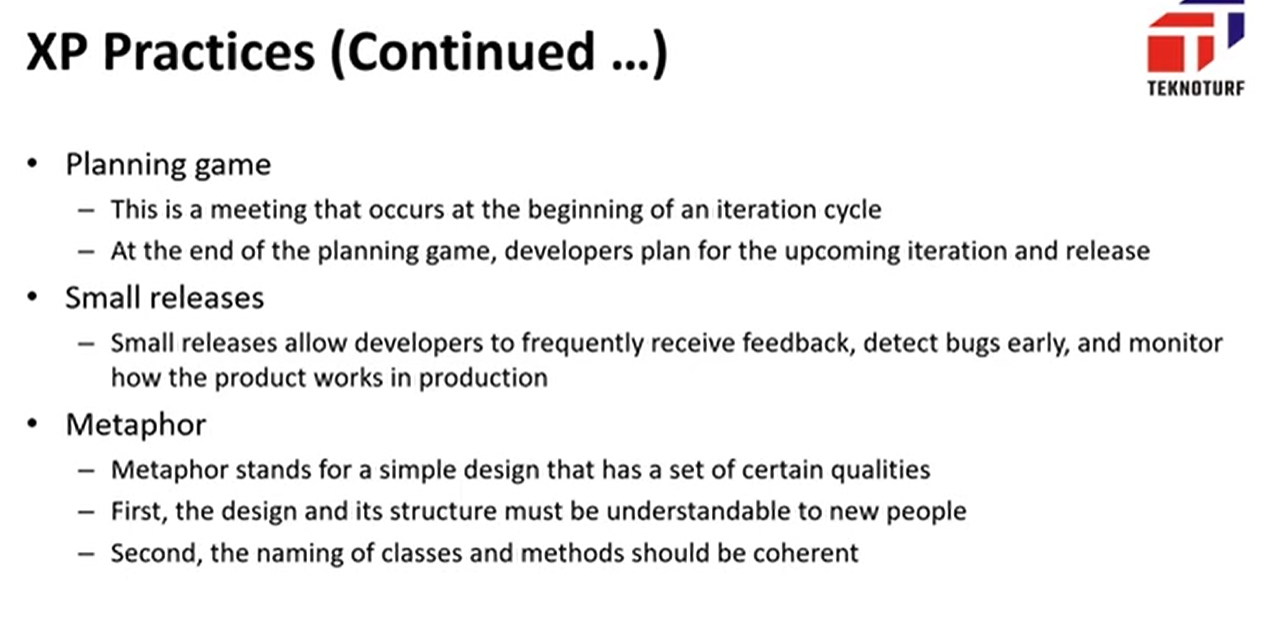 XP Practices (Continued ...)
TEKNOTURF
• Planning game
– This is a meeting that occurs at the beginning of an iteration cycle
– At the end of the planning game, developers plan for the upcoming iteration and release
• Small releases
– Small releases allow developers to frequently receive feedback, detect bugs early, and monitor
how the product works in production
• Metaphor
– Metaphor stands for a simple design that has a set of certain qualities
– First, the design and its structure must be understandable to new people
– Second, the naming of classes and methods should be coherent